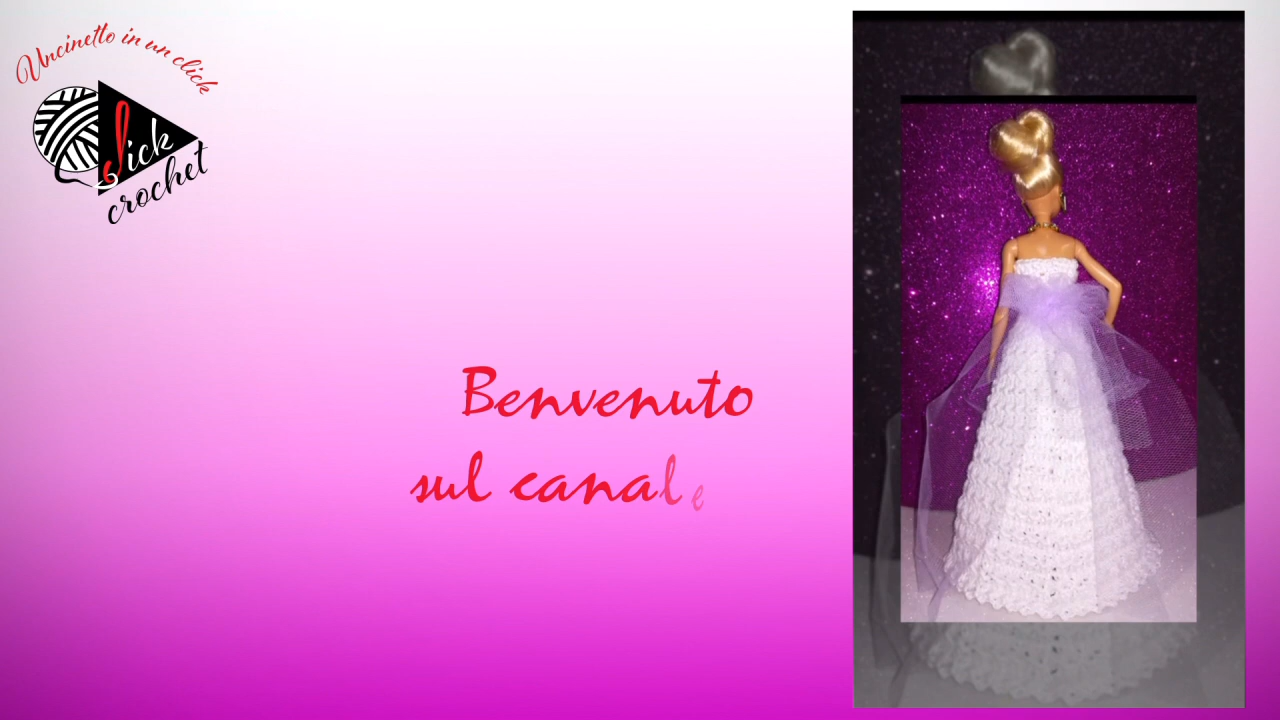 Uncinetto in un click
click
crochet
Benvenuto
sul canale